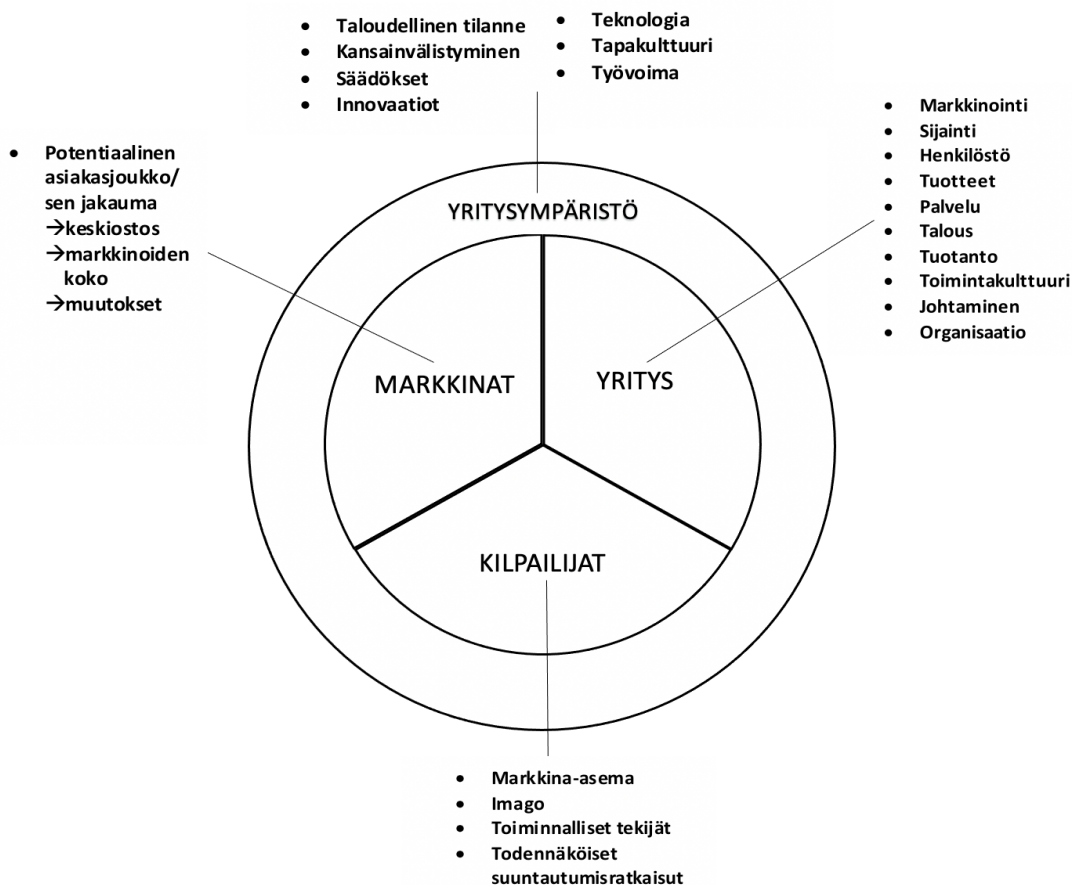 • Taloudellinen tilanne
• Kansainvälistyminen
• Säädökset
• Innovaatiot
• Teknologia
• Tapakulttuuri
• Työvoima
• Markkinointi
• Sijainti
• Henkilöstö
• Tuotteet
• Palvelu
• Talous
• Tuotanto
• Toimintakulttuuri
• Johtaminen
• Organisaatio
• Potentiaalinen
asiakasjoukko/
sen jakauma
→keskiostos
→markkinoiden
koko
→muutokset
YRITYSYMPÄRISTÖ
MARKKINAT
YRITYS
KILPAILIJAT
• Markkina-asema
• Imago
• Toiminnalliset tekijät
• Todennäköiset
suuntautumisratkaisut